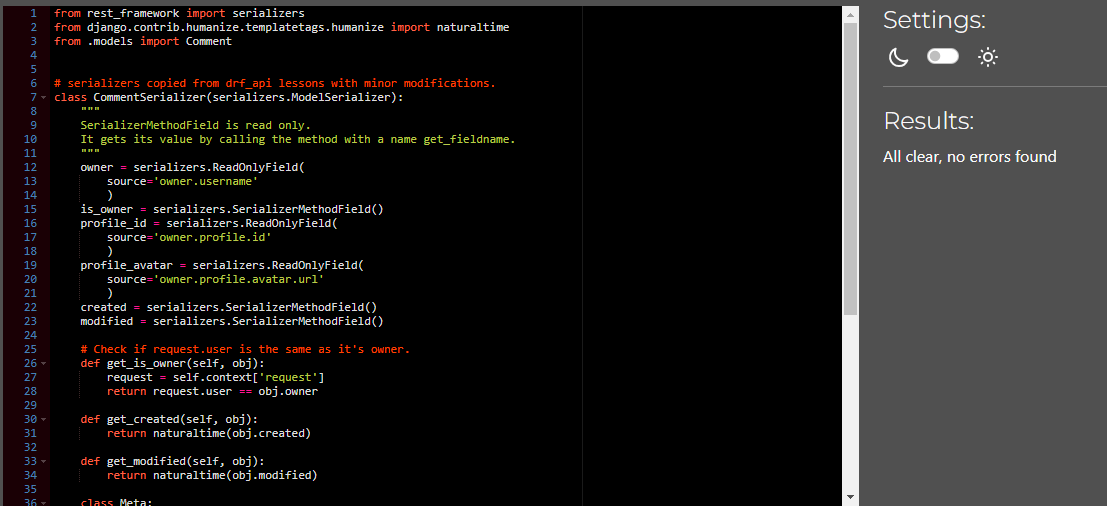 1 from rest_framework import serializers
2 from django.contrib.humanize.templatetags.humanize import naturaltime
3 from .models import Comment
4
5
6 # serializers copied from drf_api lessons with minor modifications.
7 class CommentSerializer(serializers.ModelSerializer):
8     """
9     SerializerMethodField is read only.
10     It gets its value by calling the method with a name get_fieldname.
11     """
12     owner = serializers.ReadOnlyField(
13         source='owner.username'
14         )
15     is_owner = serializers.SerializerMethodField()
16     profile_id = serializers.ReadOnlyField(
17         source='owner.profile.id'
18         )
19     profile_avatar = serializers.ReadOnlyField(
20         source='owner.profile.avatar.url'
21         )
22     created = serializers.SerializerMethodField()
23     modified = serializers.SerializerMethodField()
24
25     # Check if request.user is the same as it's owner.
26     def get_is_owner(self, obj):
27         request = self.context['request']
28         return request.user == obj.owner
29
30     def get_created(self, obj):
31         return naturaltime(obj.created)
32
33     def get_modified(self, obj):
34         return naturaltime(obj.modified)
35
36     class Meta:
Settings:
Results:
All clear, no errors found